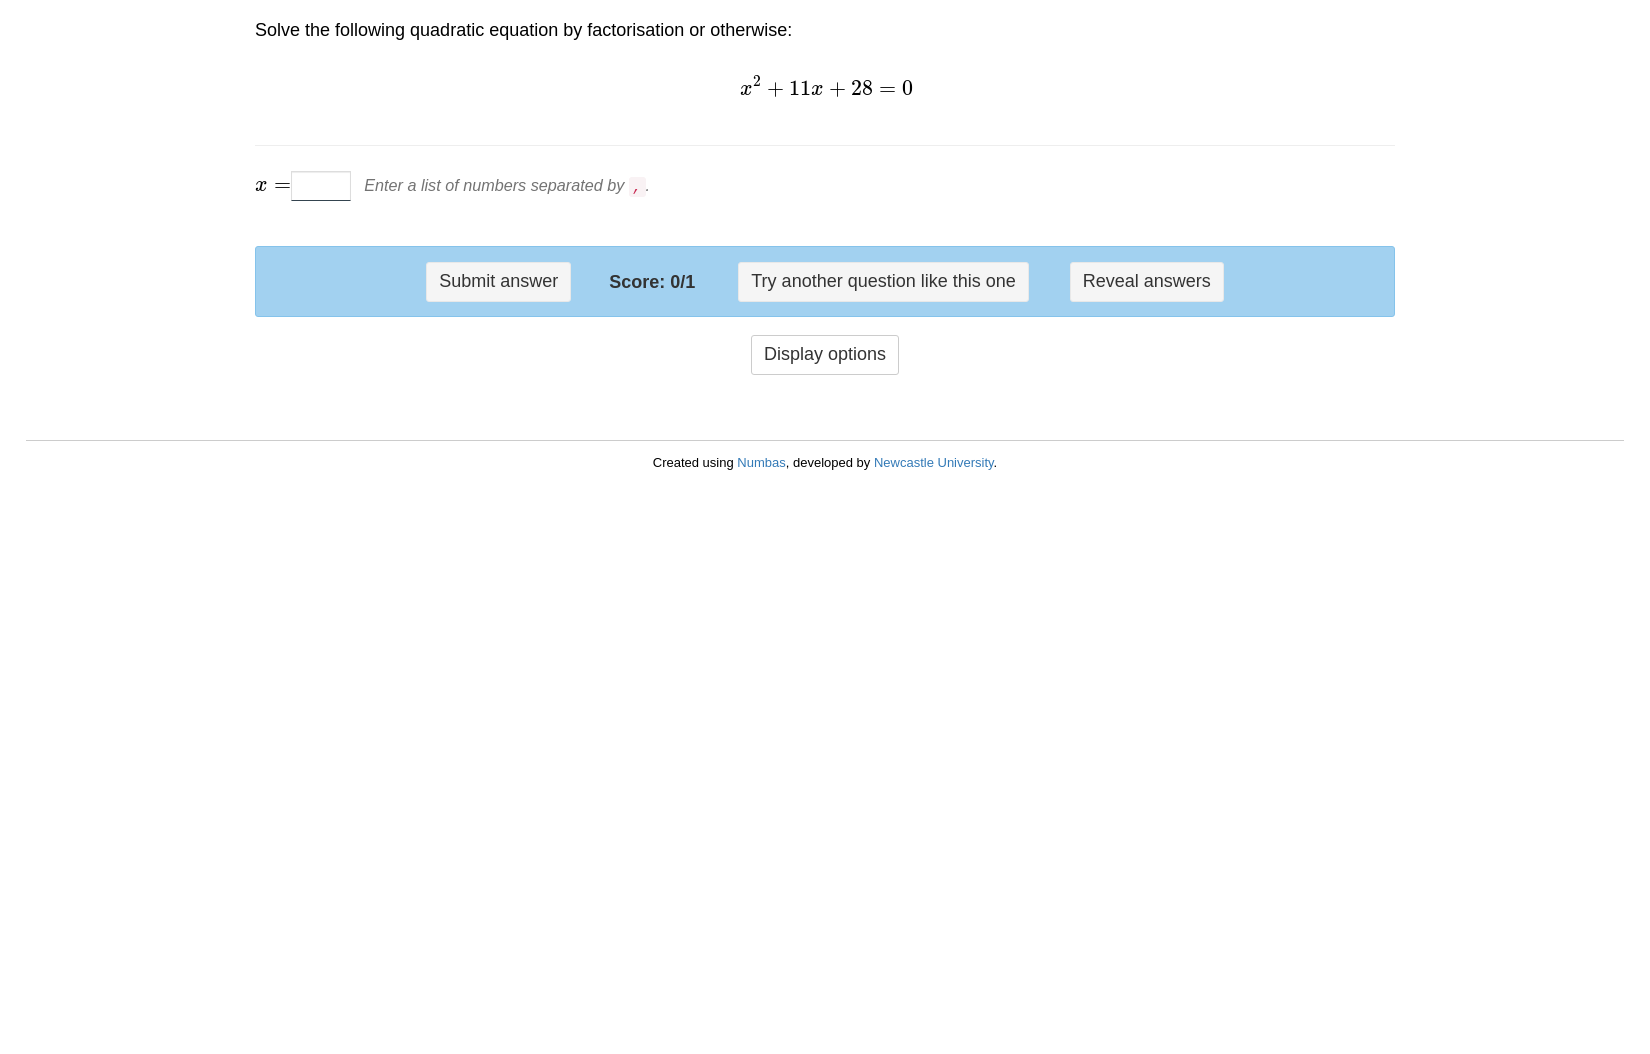 Solve the following quadratic equation by factorisation or otherwise:
x² + 11x + 28 = 0
x = Enter a list of numbers separated by , .
Submit answer Score: 0/1 Try another question like this one Reveal answers
Display options
Created using Numbas, developed by Newcastle University.